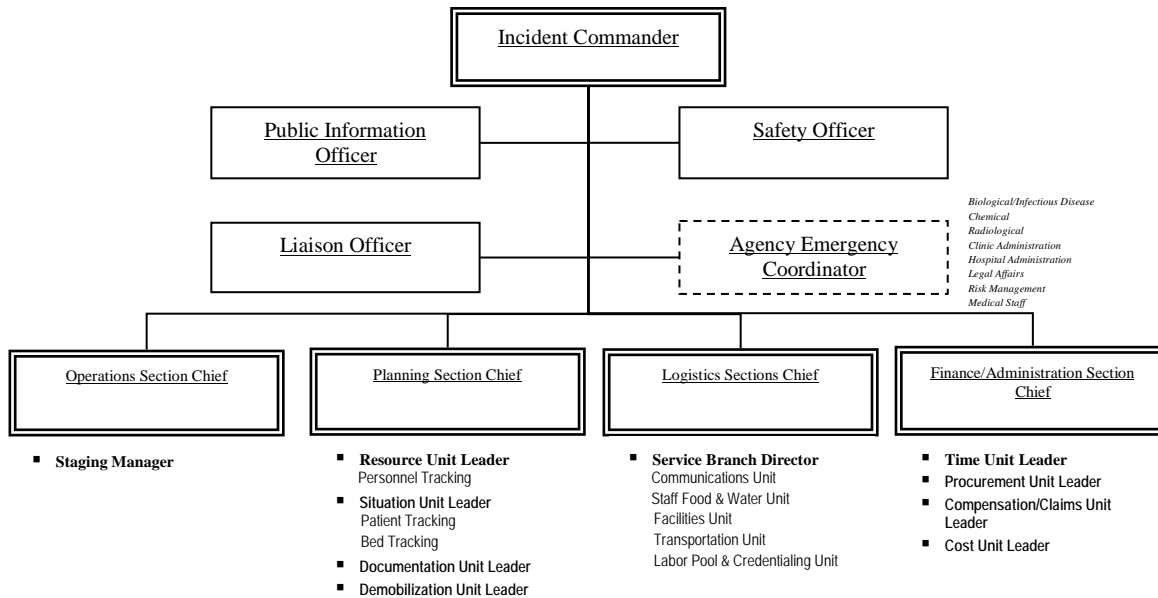 Incident Commander
Public Information
Officer
Safety Officer
Liaison Officer
Agency Emergency
Coordinator
Biological/Infectious Disease
Chemical
Radiological
Clinic Administration
Hospital Administration
Legal Affairs
Risk Management
Medical Staff
Operations Section Chief
Planning Section Chief
Logistics Sections Chief
Finance/Administration Section
Chief
▪ Staging Manager
▪ Resource Unit Leader
Personnel Tracking
▪ Situation Unit Leader
Patient Tracking
Bed Tracking
▪ Documentation Unit Leader
▪ Demobilization Unit Leader
▪ Service Branch Director
Communications Unit
Staff Food & Water Unit
Facilities Unit
Transportation Unit
Labor Pool & Credentialing Unit
▪ Time Unit Leader
▪ Procurement Unit Leader
▪ Compensation/Claims Unit
Leader
▪ Cost Unit Leader